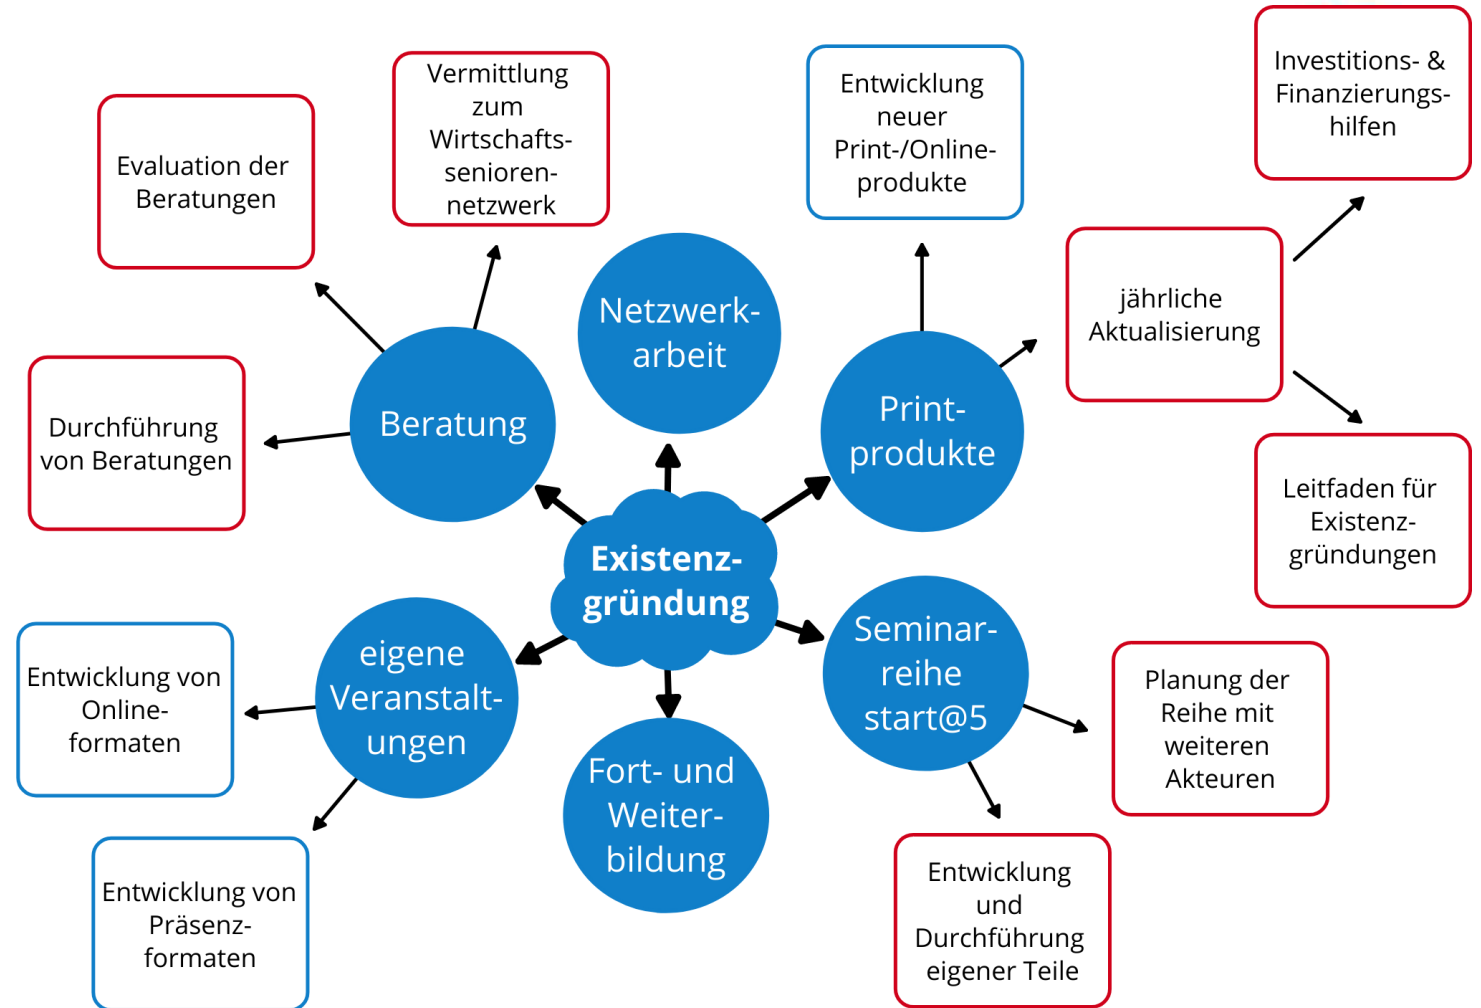 Existenz-
gründung
Netzwerk-
arbeit
Beratung
Vermittlung
zum
Wirtschafts-
senioren-
netzwerk
Evaluation der
Beratungen
Durchführung
von Beratungen
Print-
produkte
Entwicklung
neuer
Print-/Online-
produkte
jährliche
Aktualisierung
Investitions- &
Finanzierungs-
hilfen
Leitfaden für
Existenz-
gründungen
Seminar-
reihe
start@5
Planung der
Reihe mit
weiteren
Akteuren
Entwicklung
und
Durchführung
eigener Teile
Fort- und
Weiter-
bildung
eigene
Veranstalt-
ungen
Entwicklung von
Online-
formaten
Entwicklung von
Präsenz-
formaten